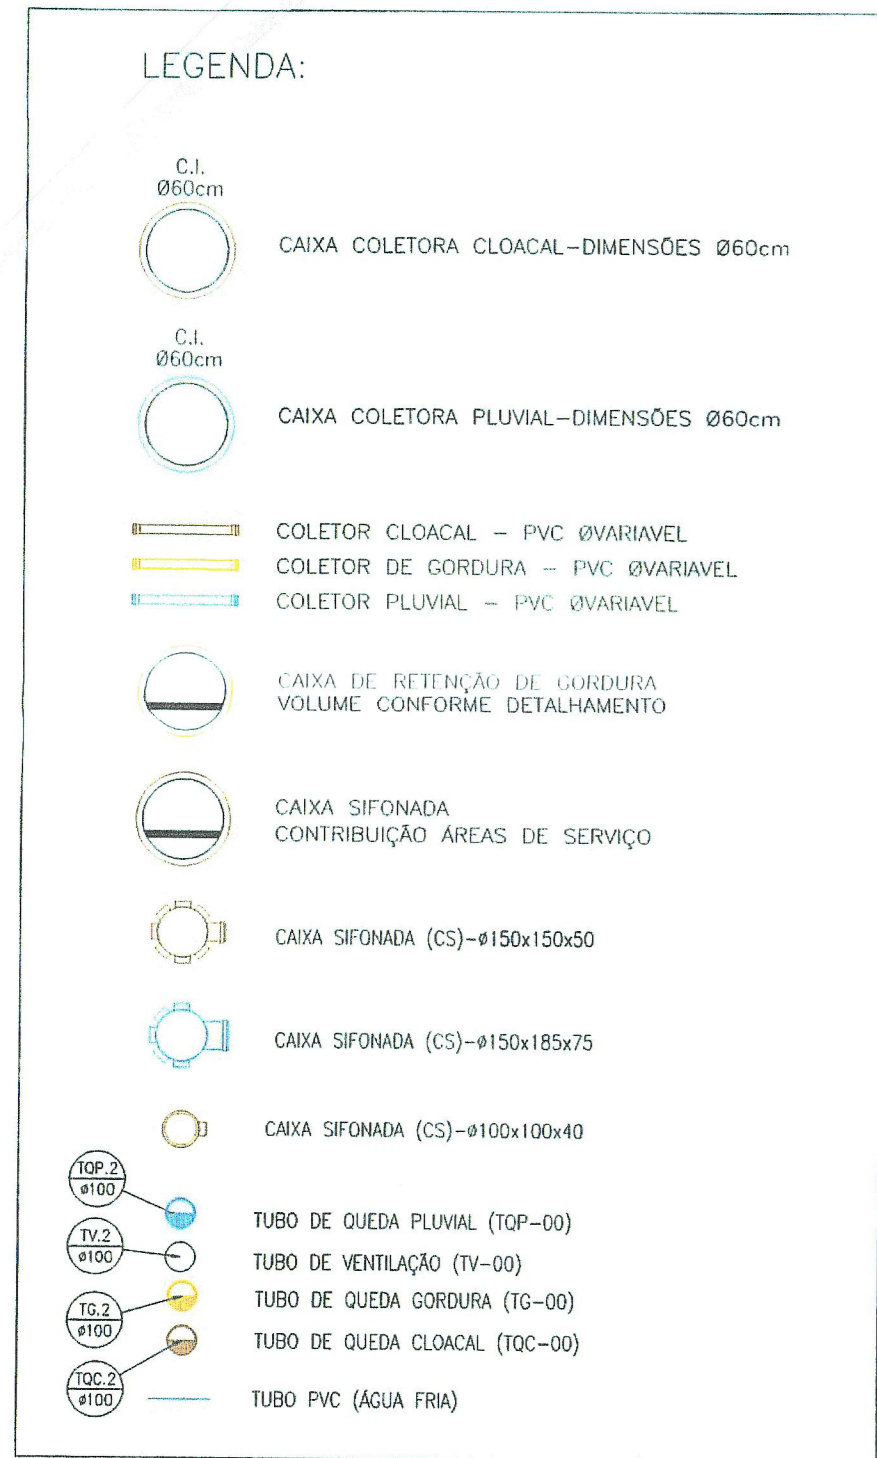 LEGENDA:
C.I.
Ø60cm
CAIXA COLETORA CLOACAL-DIMENSÕES Ø60cm
C.I.
Ø60cm
CAIXA COLETORA PLUVIAL-DIMENSÕES Ø60cm
COLETOR CLOACAL - PVC ØVARIAVEL
COLETOR DE GORDURA - PVC ØVARIAVEL
COLETOR PLUVIAL - PVC ØVARIAVEL
CAIXA DE RETENÇÃO DE GORDURA
VOLUME CONFORME DETALHAMENTO
CAIXA SIFONADA
CONTRIBUIÇÃO ÁREAS DE SERVIÇO
CAIXA SIFONADA (CS)-ø150x150x50
CAIXA SIFONADA (CS)-ø150x185x75
CAIXA SIFONADA (CS)-ø100x100x40
TQP.2
ø100
TUBO DE QUEDA PLUVIAL (TQP-00)
TV.2
ø100
TUBO DE VENTILAÇÃO (TV-00)
TG.2
ø100
TUBO DE QUEDA GORDURA (TG-00)
TQC.2
ø100
TUBO DE QUEDA CLOACAL (TQC-00)
TUBO PVC (ÁGUA FRIA)